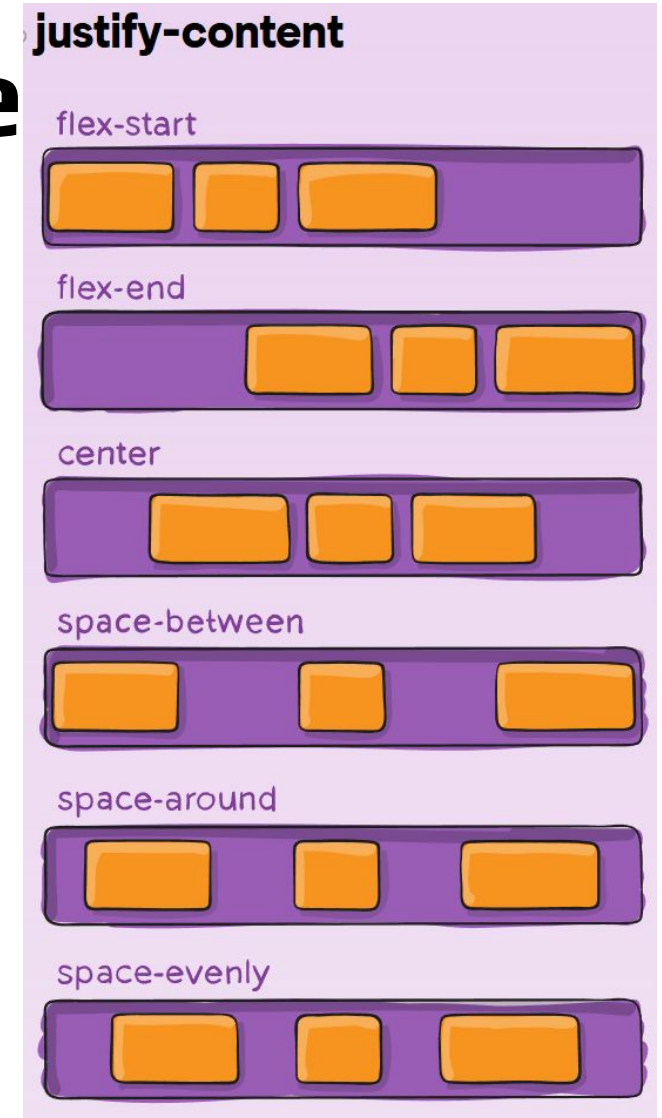 justify-content
e
flex-start
flex-end
center
space-between
space-around
space-evenly